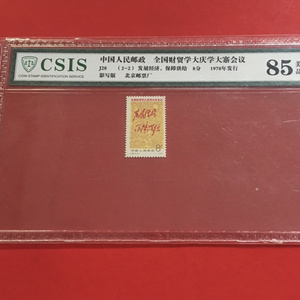 CSIS
COIN STAMP IDENTIFICATION SERVICE
中国人民邮政 全国财贸学大庆学大寨会议
J28 (2-2) 发展经济、保障供给 8分 1978年发行
影写版 北京邮票厂
85
8